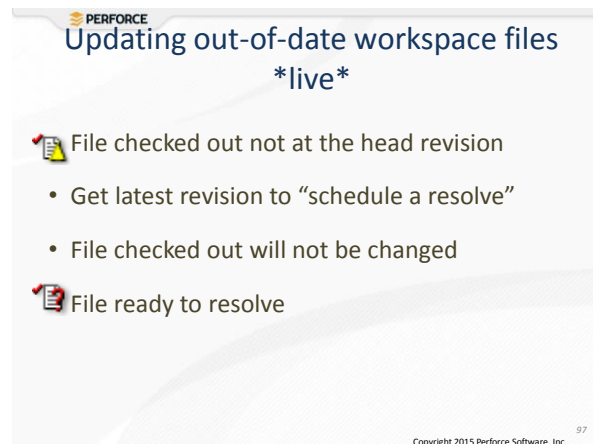 PERFORCE
Updating out-of-date workspace files
*live*
File checked out not at the head revision
• Get latest revision to “schedule a resolve”
• File checked out will not be changed
File ready to resolve
97
Copyright 2015 Perforce Software, Inc